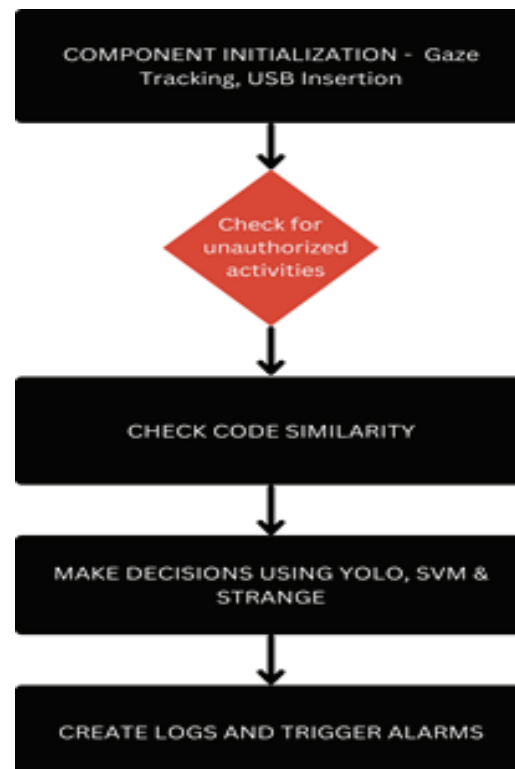 COMPONENT INITIALIZATION - Gaze
Tracking, USB Insertion
Check for
unauthorized
activities
CHECK CODE SIMILARITY
MAKE DECISIONS USING YOLO, SVM &
STRANGE
CREATE LOGS AND TRIGGER ALARMS